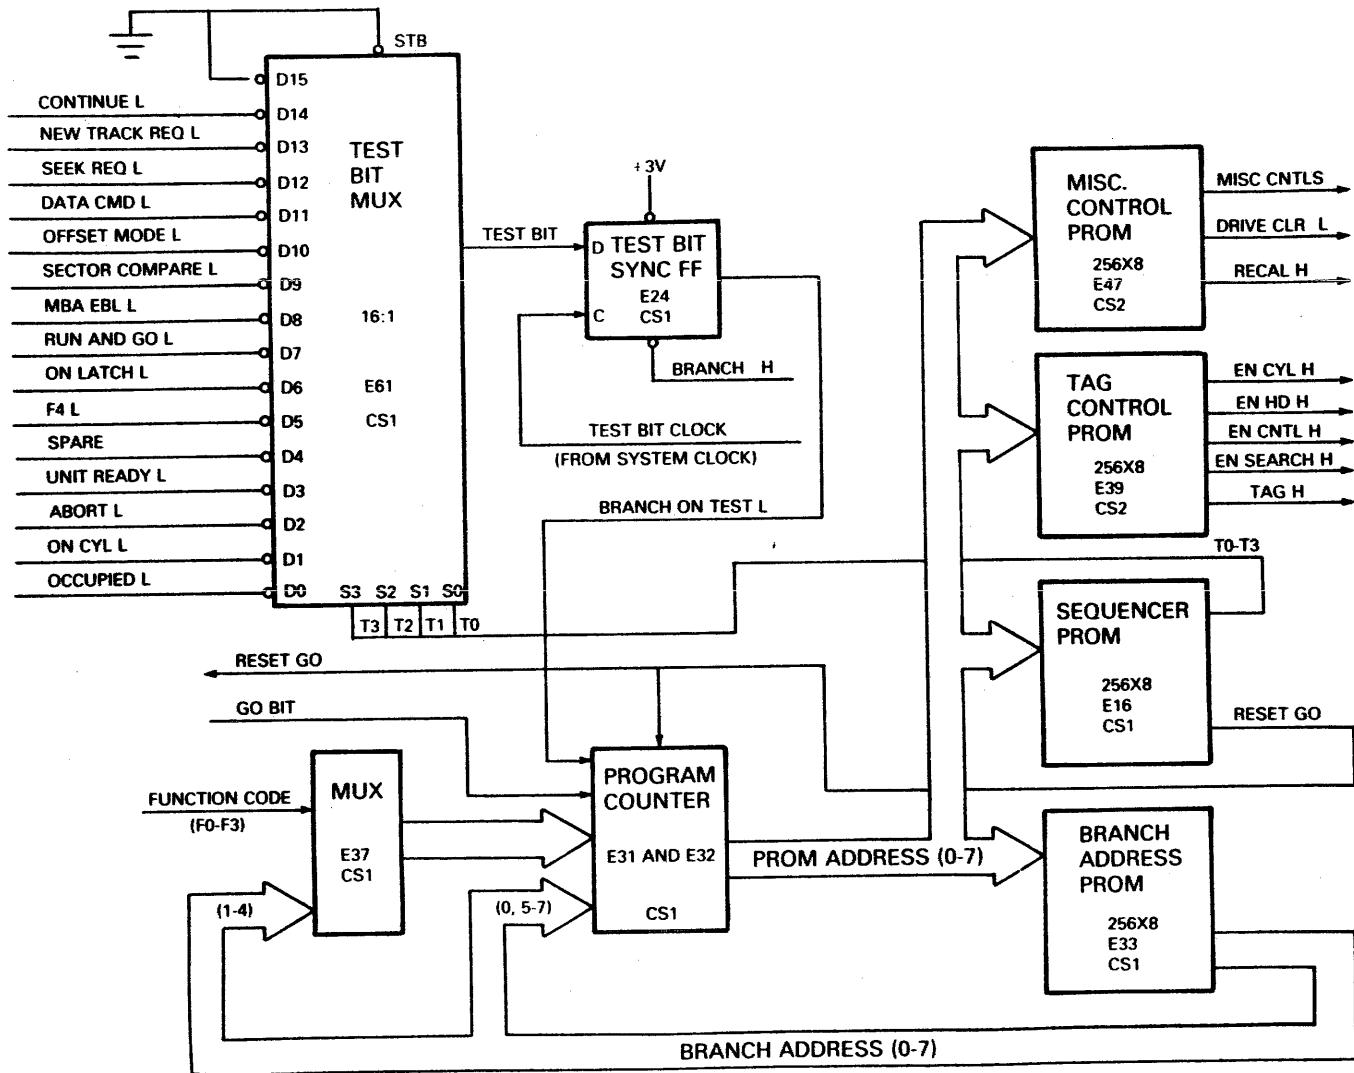 STB
D15
CONTINUE L
D14
NEW TRACK REQ L
D13
SEEK REQ L
D12
DATA CMD L
D11
OFFSET MODE L
D10
SECTOR COMPARE L
D9
MBA EBL L
D8
RUN AND GO L
D7
ON LATCH L
D6
F4 L
D5
SPARE
D4
UNIT READY L
D3
ABORT L
D2
ON CYL L
D1
OCCUPIED L
D0
TEST
BIT
MUX
16:1
E61
CS1
S3 S2 S1 S0
T3 T2 T1 T0
TEST BIT
+3V
D TEST BIT
SYNC FF
E24
CS1
C
BRANCH H
TEST BIT CLOCK
(FROM SYSTEM CLOCK)
BRANCH ON TEST L
MISC.
CONTROL
PROM
256X8
E47
CS2
MISC CNTLS
DRIVE CLR L
RECAL H
TAG
CONTROL
PROM
256X8
E39
CS2
EN CYL H
EN HD H
EN CNTL H
EN SEARCH H
TAG H
T0-T3
SEQUENCER
PROM
256X8
E16
CS1
RESET GO
RESET GO
GO BIT
FUNCTION CODE
(F0-F3)
MUX
E37
CS1
(1-4)
PROGRAM
COUNTER
E31 AND E32
CS1
(0, 5-7)
PROM ADDRESS (0-7)
BRANCH
ADDRESS
PROM
256X8
E33
CS1
BRANCH ADDRESS (0-7)